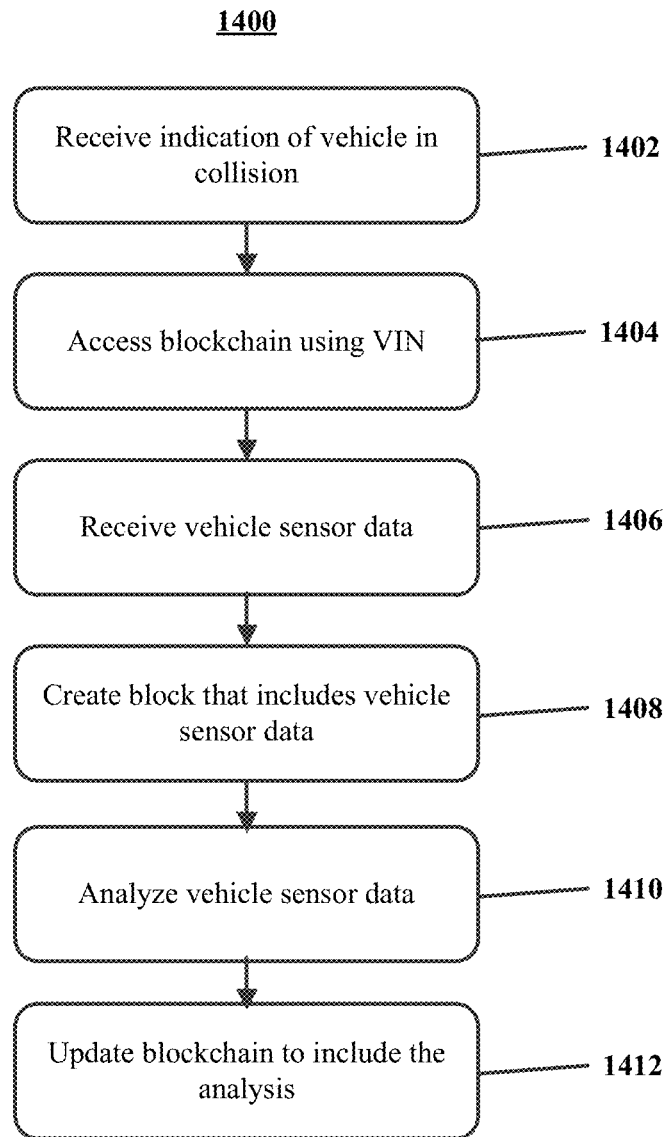 1400
Receive indication of vehicle in
collision
1402
Access blockchain using VIN
1404
Receive vehicle sensor data
1406
Create block that includes vehicle
sensor data
1408
Analyze vehicle sensor data
1410
Update blockchain to include the
analysis
1412